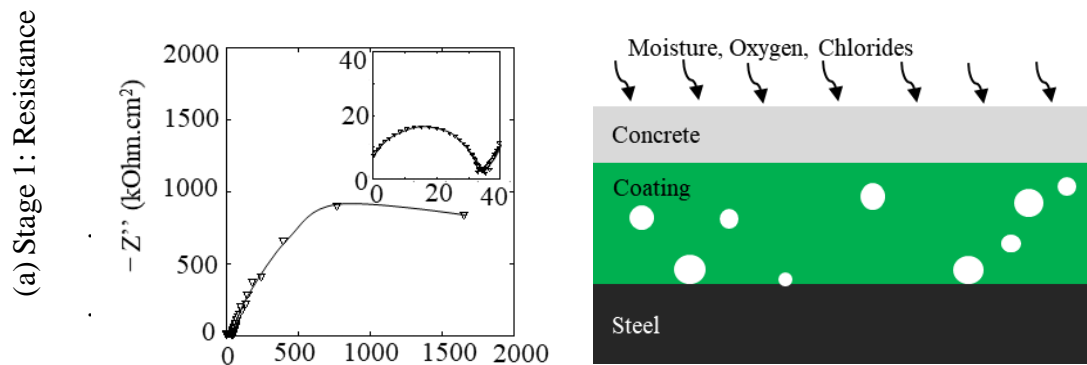 (a) Stage 1: Resistance
− Z'' (kOhm.cm²)
2000
1500
1000
500
0
0 500 1000 1500 2000
40
20
0
0 20 40
Moisture, Oxygen, Chlorides
Concrete
Coating
Steel